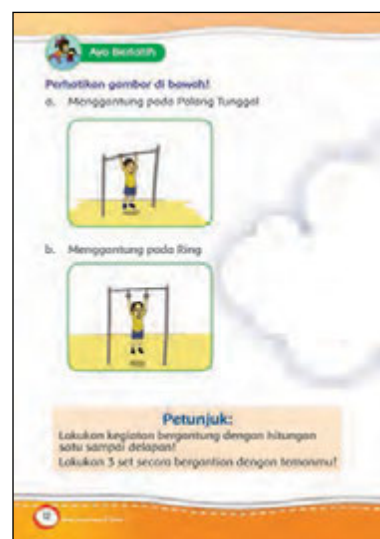 Ayo Berlatih
Perhatikan gambar di bawah!
a. Menggantung pada Palang Tunggal
b. Menggantung pada Ring
Petunjuk:
Lakukan kegiatan bergantung dengan hitungan
satu sampai delapan!
Lakukan 3 set secara bergantian dengan temanmu!
12